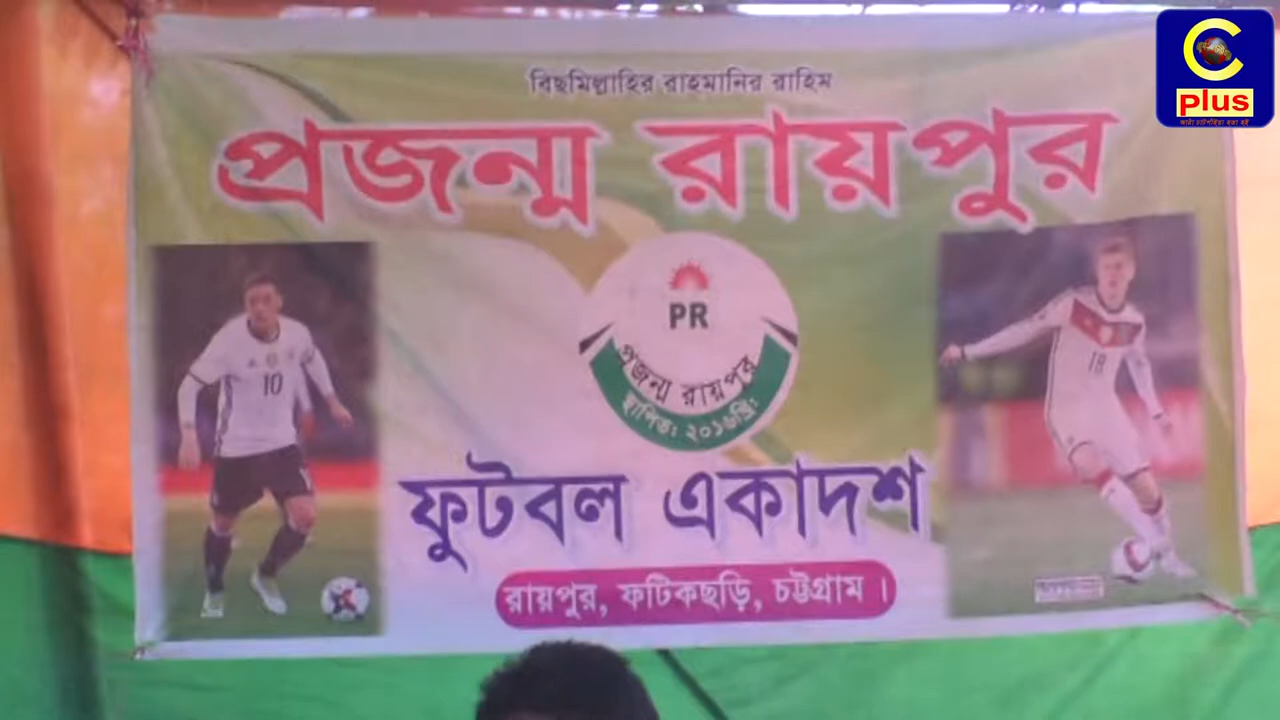 বিছমিল্লাহির রাহমানির রাহিম
প্রজন্ম রায়পুর
PR
প্রজন্ম রায়পুর
স্থাপিত: ২০১৬খ্রি:
10
18
ফুটবল একাদশ
রায়পুর, ফটিকছড়ি, চট্টগ্রাম ।
C
plus